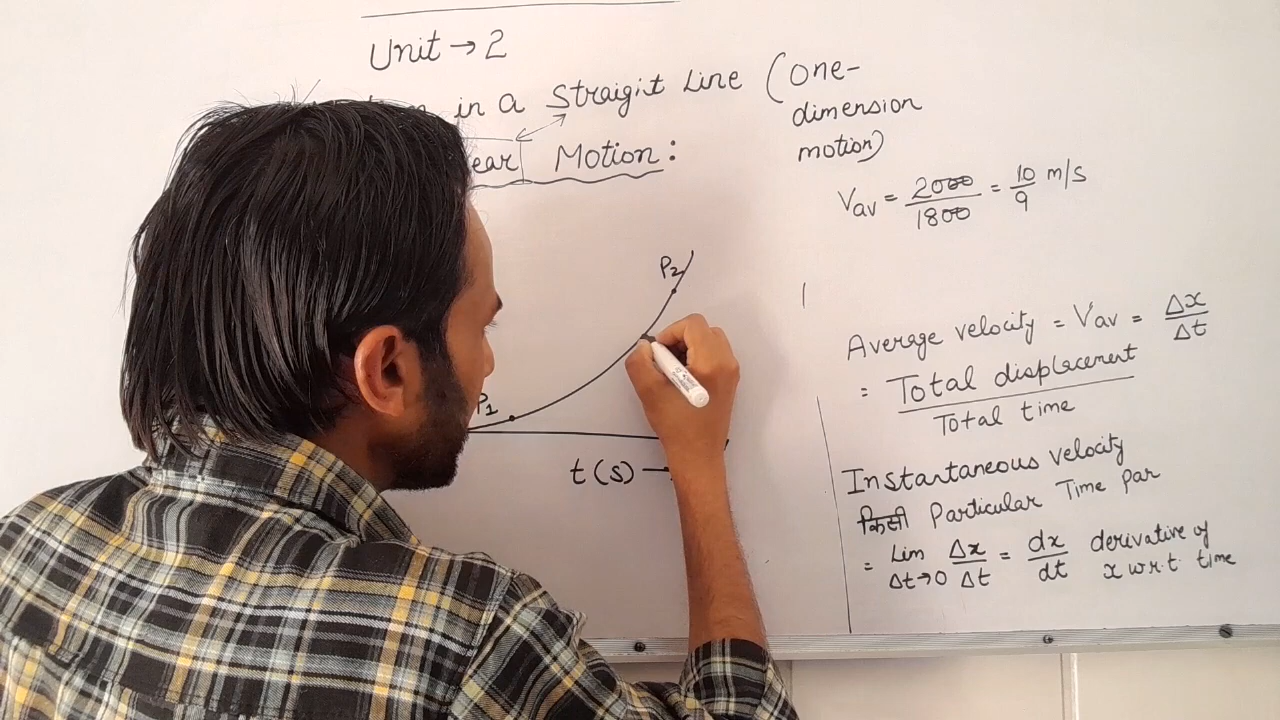 Unit → 2
in a Straigit Line (one-
dimension
motion)
ear Motion:
Vav = 2000/1800 = 10/9 m/s
P2
P1
t(s) →
Average velocity = Vav = Δx/Δt
= Total displacement/Total time
Instantaneous velocity
किसी Particular Time Par
= Lim Δt→0 Δx/Δt = dx/dt derivative of
x w.r.t time